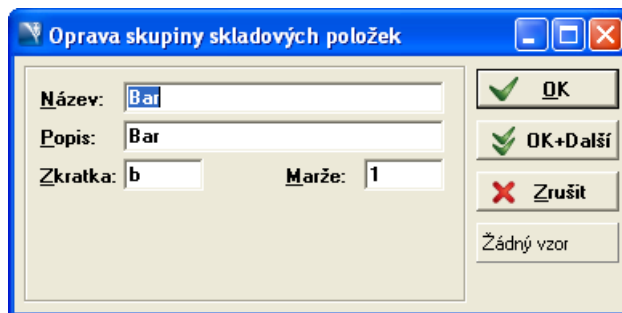 Oprava skupiny skladových položek
Název: Bar
Popis: Bar
Zkratka: b Marže: 1
OK
OK+Další
Zrušit
Žádný vzor